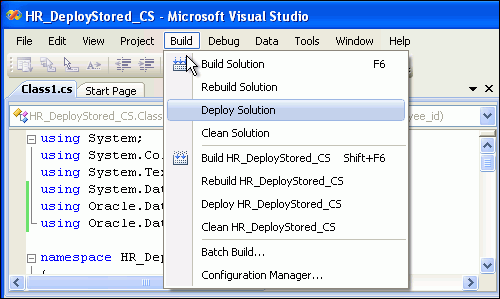 HR_DeployStored_CS - Microsoft Visual Studio
File Edit View Project Build Debug Data Tools Window Help
Build Solution F6
Class1.cs Start Page
Rebuild Solution
HR_DeployStored_CS.Class
Deploy Solution
yee_id)
Clean Solution
using System;
using System.Co
Build HR_DeployStored_CS Shift+F6
using System.Tex
Rebuild HR_DeployStored_CS
using System.Dat
Deploy HR_DeployStored_CS
using Oracle.Dat
Clean HR_DeployStored_CS
using Oracle.Dat
Batch Build...
namespace HR_Dep
Configuration Manager...
{